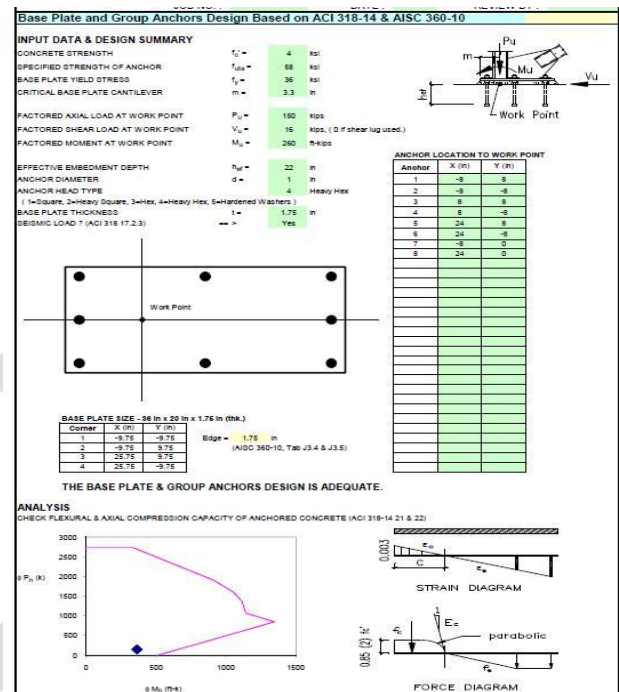 Base Plate and Group Anchors Design Based on ACI 318-14 & AISC 360-10
INPUT DATA & DESIGN SUMMARY
CONCRETE STRENGTH fc' = 4 ksi
SPECIFIED STRENGTH OF ANCHOR futa = 58 ksi
BASE PLATE YIELD STRESS fy = 36 ksi
CRITICAL BASE PLATE CANTILEVER m = 3.3 in
FACTORED AXIAL LOAD AT WORK POINT Pu = 150 kips
FACTORED SHEAR LOAD AT WORK POINT Vu = 16 kips, ( 0 if shear lug used.)
FACTORED MOMENT AT WORK POINT Mu = 260 ft-kips
EFFECTIVE EMBEDMENT DEPTH hef = 22 in
ANCHOR DIAMETER d = 1 in
ANCHOR HEAD TYPE 4 Heavy Hex
( 1=Square, 2=Heavy Square, 3=Hex, 4=Heavy Hex, 5=Hardened Washers )
BASE PLATE THICKNESS t = 1.75 in
SEISMIC LOAD ? (ACI 318 17.2.3) == > Yes
Pu
m
Mu
Vu
hef
Work Point
ANCHOR LOCATION TO WORK POINT
Anchor X (in) Y (in)
1 -8 8
2 -8 -8
3 8 8
4 8 -8
5 24 8
6 24 -8
7 -8 0
8 24 0
Work Point
BASE PLATE SIZE - 36 in x 20 in x 1.75 in (thk.)
Corner X (in) Y (in)
1 -9.75 -9.75
2 -9.75 9.75
3 25.75 9.75
4 25.75 -9.75
Edge = 1.75 in
(AISC 360-10, Tab J3.4 & J3.5)
THE BASE PLATE & GROUP ANCHORS DESIGN IS ADEQUATE.
ANALYSIS
CHECK FLEXURAL & AXIAL COMPRESSION CAPACITY OF ANCHORED CONCRETE (ACI 318-14 21 & 22)
3000
2500
2000
1500
1000
500
0
ϕ Pn (k)
0 500 1000 1500
ϕ Mn (ft-k)
0.003
εo
C
εs
STRAIN DIAGRAM
0.85 (2) fc'
Ec
parabolic
fs
FORCE DIAGRAM